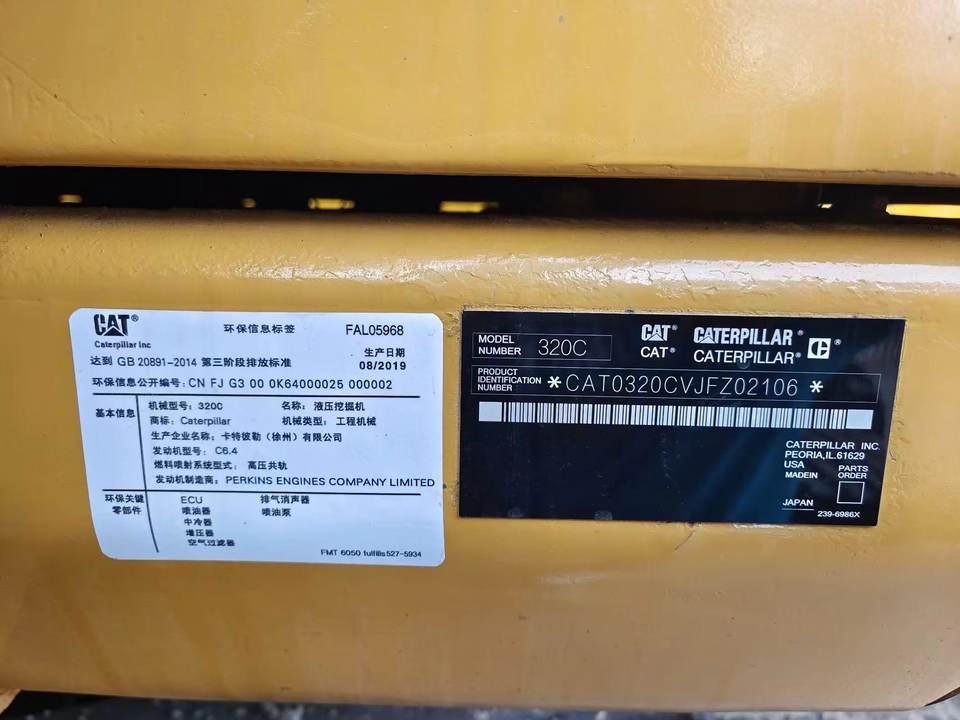 CAT®
环保信息标签
FAL05968
Caterpillar Inc
生产日期
达到 GB 20891-2014 第三阶段排放标准
08/2019
环保信息公开编号: CN FJ G3 00 0K64000025 000002
基本信息
机械型号: 320C
名称: 液压挖掘机
商标: Caterpillar
机械类型: 工程机械
生产企业名称: 卡特彼勒 (徐州) 有限公司
发动机型号: C6.4
燃料喷射系统型式: 高压共轨
发动机制造商: PERKINS ENGINES COMPANY LIMITED
环保关键
零部件
ECU
排气消声器
喷油器
喷油泵
中冷器
增压器
空气过滤器
FMT 6050 fulfills 527-5934
MODEL
NUMBER
320C
CAT® CATERPILLAR®
CAT® CATERPILLAR®
C
PRODUCT
IDENTIFICATION
NUMBER
*CAT0320CVJFZ02106*
CATERPILLAR INC.
PEORIA,IL.61629
USA
MADEIN
PARTS
ORDER
JAPAN
239-6986X